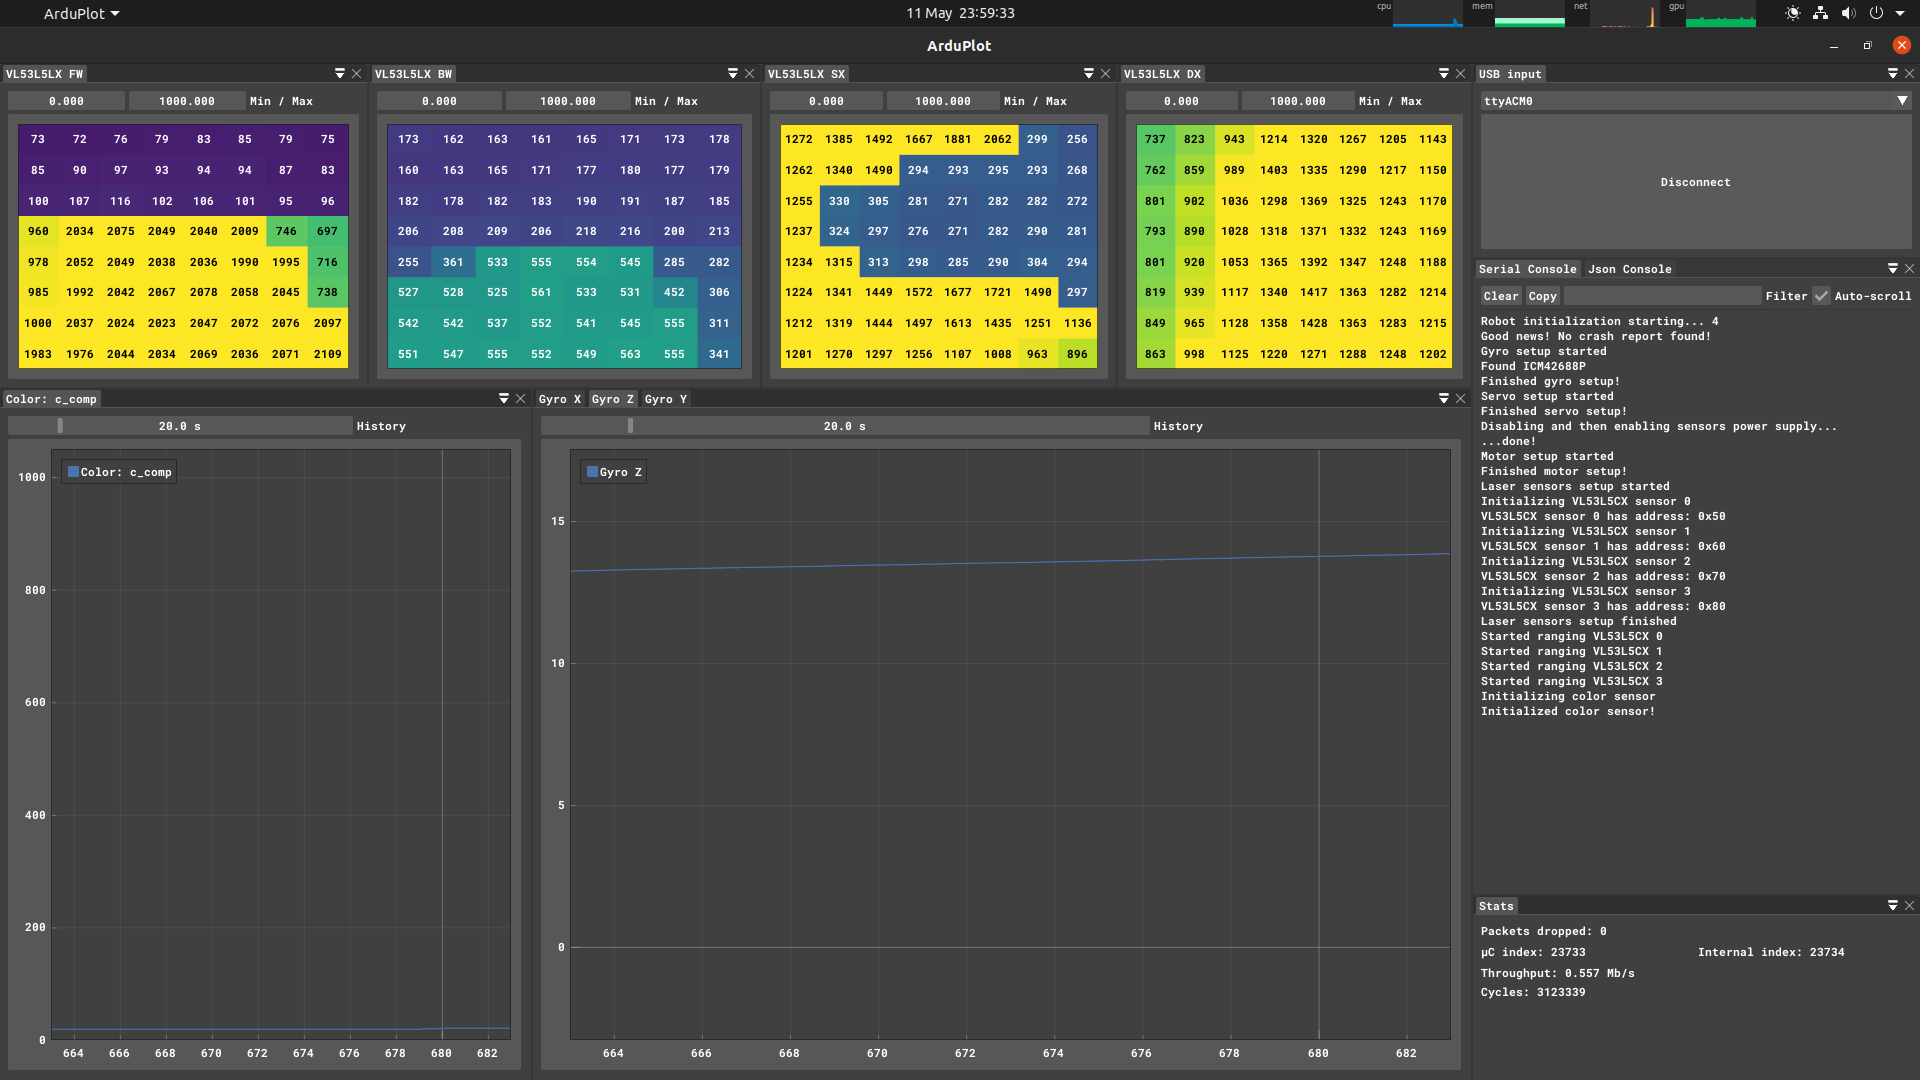 ArduPlot
11 May 23:59:33
cpu mem net gpu
ArduPlot
VL53L5LX FW
0.000 1000.000 Min / Max
73 72 76 79 83 85 79 75
85 90 97 93 94 94 87 83
100 107 116 102 106 101 95 96
960 2034 2075 2049 2040 2009 746 697
978 2052 2049 2038 2036 1990 1995 716
985 1992 2042 2067 2078 2058 2045 738
1000 2037 2024 2023 2047 2072 2076 2097
1983 1976 2044 2034 2069 2036 2071 2109
VL53L5LX BW
0.000 1000.000 Min / Max
173 162 163 161 165 171 173 178
160 163 165 171 177 180 177 179
182 178 182 183 190 191 187 185
206 208 209 206 218 216 200 213
255 361 533 555 554 545 285 282
527 528 525 561 533 531 452 306
542 542 537 552 541 545 555 311
551 547 555 552 549 563 555 341
VL53L5LX SX
0.000 1000.000 Min / Max
1272 1385 1492 1667 1881 2062 299 256
1262 1340 1490 294 293 295 293 268
1255 330 305 281 271 282 282 272
1237 324 297 276 271 282 290 281
1234 1315 313 298 285 290 304 294
1224 1341 1449 1572 1677 1721 1490 297
1212 1319 1444 1497 1613 1435 1251 1136
1201 1270 1297 1256 1107 1008 963 896
VL53L5LX DX
0.000 1000.000 Min / Max
737 823 943 1214 1320 1267 1205 1143
762 859 989 1403 1335 1290 1217 1150
801 902 1036 1298 1369 1325 1243 1170
793 890 1028 1318 1371 1332 1243 1169
801 920 1053 1365 1392 1347 1248 1188
819 939 1117 1340 1417 1363 1282 1214
849 965 1128 1358 1428 1363 1283 1215
863 998 1125 1220 1271 1288 1248 1202
USB input
ttyACM0
Disconnect
Serial Console Json Console
Clear Copy Filter Auto-scroll
Robot initialization starting... 4
Good news! No crash report found!
Gyro setup started
Found ICM42688P
Finished gyro setup!
Servo setup started
Finished servo setup!
Disabling and then enabling sensors power supply...
...done!
Motor setup started
Finished motor setup!
Laser sensors setup started
Initializing VL53L5CX sensor 0
VL53L5CX sensor 0 has address: 0x50
Initializing VL53L5CX sensor 1
VL53L5CX sensor 1 has address: 0x60
Initializing VL53L5CX sensor 2
VL53L5CX sensor 2 has address: 0x70
Initializing VL53L5CX sensor 3
VL53L5CX sensor 3 has address: 0x80
Laser sensors setup finished
Started ranging VL53L5CX 0
Started ranging VL53L5CX 1
Started ranging VL53L5CX 2
Started ranging VL53L5CX 3
Initializing color sensor
Initialized color sensor!
Color: c_comp
20.0 s History
Color: c_comp
1000
800
600
400
200
0
664 666 668 670 672 674 676 678 680 682
Gyro X Gyro Z Gyro Y
20.0 s History
Gyro Z
15
10
5
0
664 666 668 670 672 674 676 678 680 682
Stats
Packets dropped: 0
µC index: 23733 Internal index: 23734
Throughput: 0.557 Mb/s
Cycles: 3123339